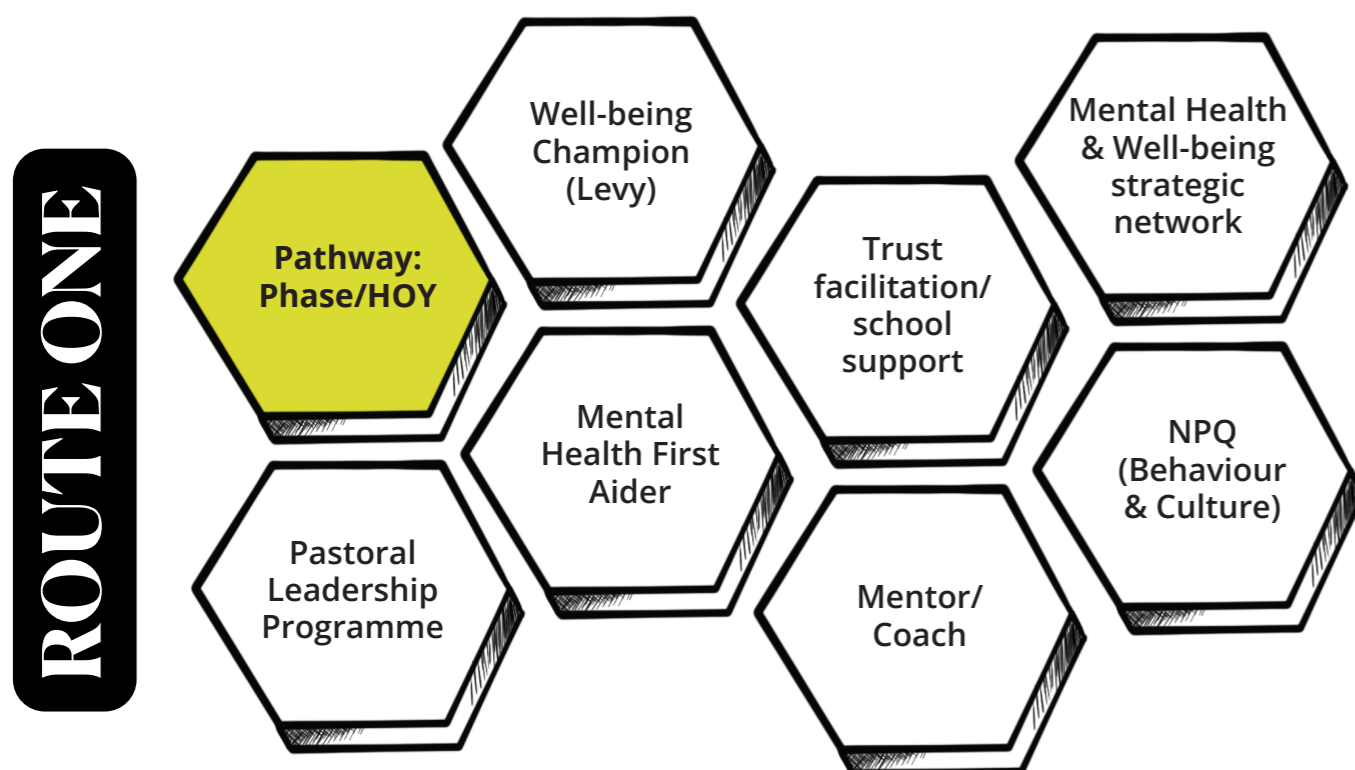 ROUTE ONE
Pathway:
Phase/HOY
Well-being
Champion
(Levy)
Mental Health
& Well-being
strategic
network
Trust
facilitation/
school
support
Mental
Health First
Aider
NPQ
(Behaviour
& Culture)
Pastoral
Leadership
Programme
Mentor/
Coach